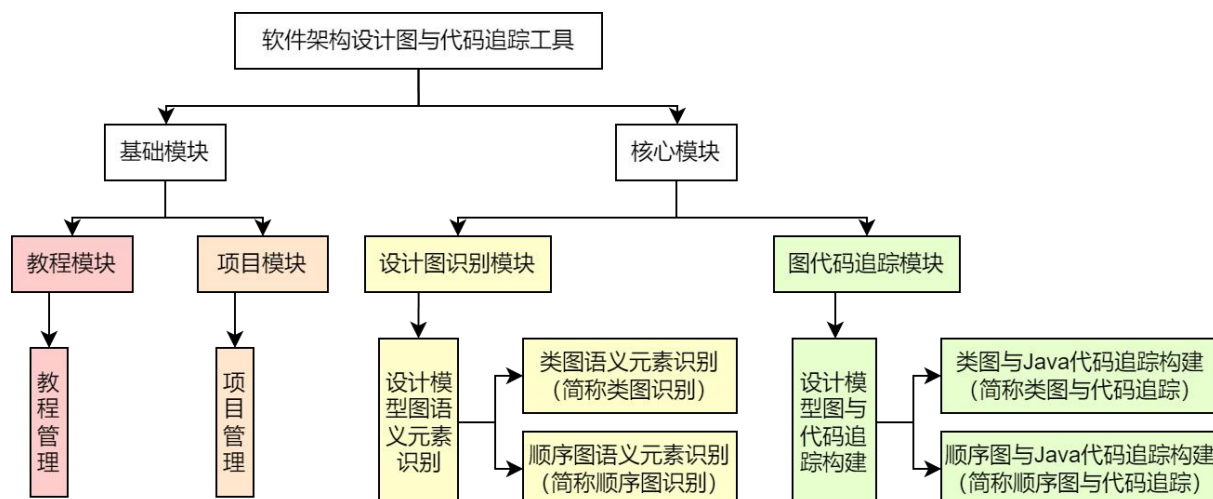 软件架构设计图与代码追踪工具
基础模块
核心模块
教程模块
项目模块
设计图识别模块
图代码追踪模块
教程管理
项目管理
设计模
型图语
义元素
识别
类图语义元素识别
（简称类图识别）
顺序图语义元素识别
（简称顺序图识别）
设计模
型图与
代码追
踪构建
类图与Java代码追踪构建
（简称类图与代码追踪）
顺序图与Java代码追踪构建
（简称顺序图与代码追踪）